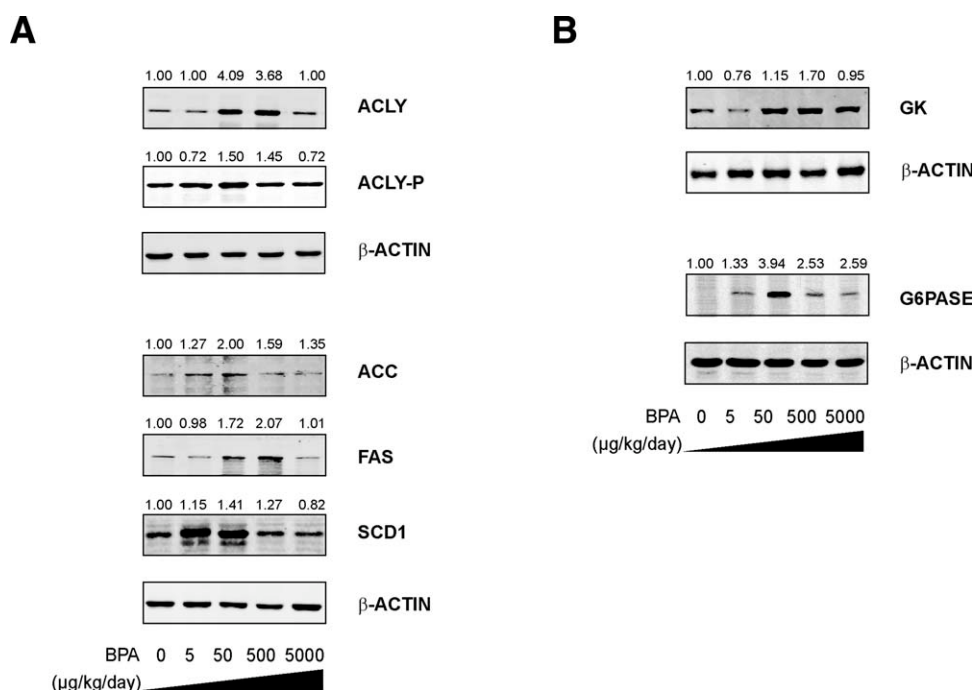 A
1.00 1.00 4.09 3.68 1.00
ACLY
1.00 0.72 1.50 1.45 0.72
ACLY-P
β-ACTIN
1.00 1.27 2.00 1.59 1.35
ACC
1.00 0.98 1.72 2.07 1.01
FAS
1.00 1.15 1.41 1.27 0.82
SCD1
β-ACTIN
BPA 0 5 50 500 5000
(µg/kg/day)
B
1.00 0.76 1.15 1.70 0.95
GK
β-ACTIN
1.00 1.33 3.94 2.53 2.59
G6PASE
β-ACTIN
BPA 0 5 50 500 5000
(µg/kg/day)